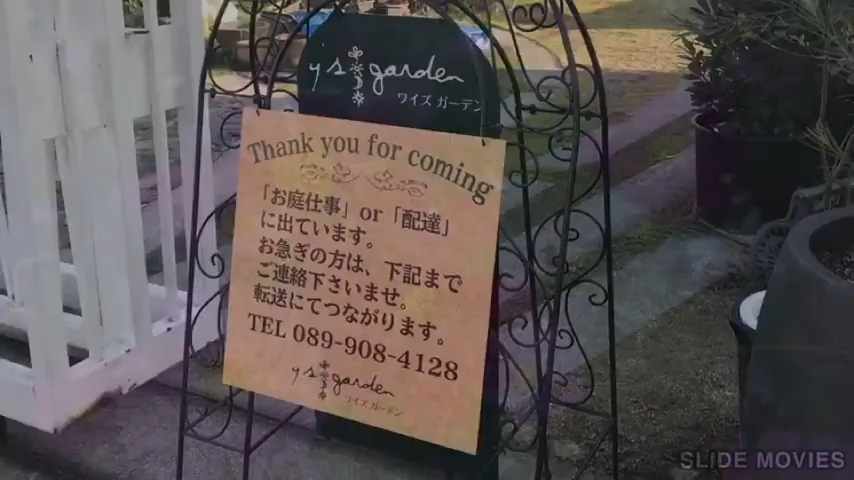 y's garden
ワイズ ガーデン
Thank you for coming
「お庭仕事」or「配達」
に出ています。
お急ぎの方は、下記まで
ご連絡下さいませ。
転送にてつながります。
TEL 089-908-4128
y's garden
ワイズ ガーデン
SLIDE MOVIES